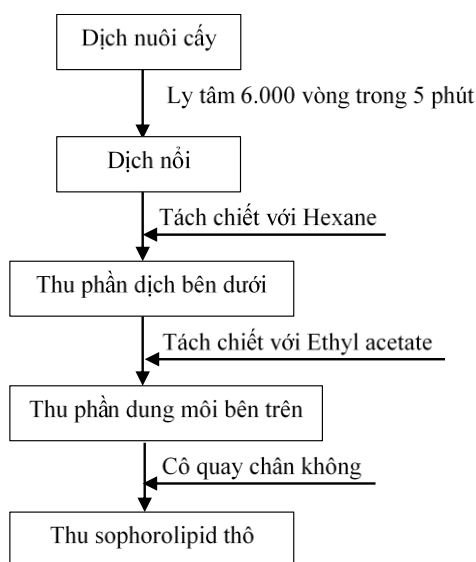 Dịch nuôi cấy
Ly tâm 6.000 vòng trong 5 phút
Dịch nổi
Tách chiết với Hexane
Thu phần dịch bên dưới
Tách chiết với Ethyl acetate
Thu phần dung môi bên trên
Cô quay chân không
Thu sophorolipid thô